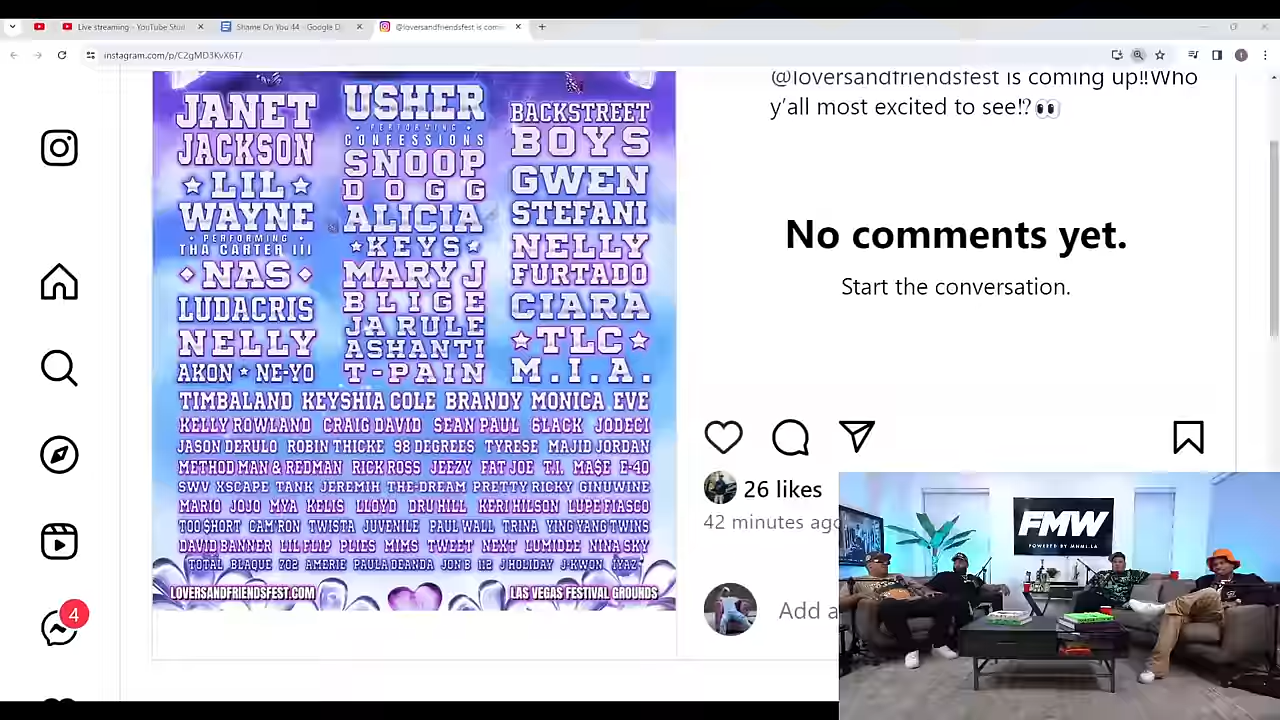 Live streaming - YouTube Stud
Shame On You 44 - Google D
@loversandfriendsfest is comin
instagram.com/p/C2gMD3KvX6T/
@loversandfriendsfest is coming up‼Who
y'all most excited to see⁉👀
JANET
JACKSON
LIL
WAYNE
PERFORMING
THA CARTER III
NAS
LUDACRIS
NELLY
AKON ★ NE-YO
USHER
PERFORMING
CONFESSIONS
SNOOP
DOGG
ALICIA
KEYS
MARY J
BLIGE
JA RULE
ASHANTI
T-PAIN
BACKSTREET
BOYS
GWEN
STEFANI
NELLY
FURTADO
CIARA
TLC
M.I.A.
TIMBALAND KEYSHIA COLE BRANDY MONICA EVE
KELLY ROWLAND CRAIG DAVID SEAN PAUL 6LACK JODECI
JASON DERULO ROBIN THICKE 98 DEGREES TYRESE MAJID JORDAN
METHOD MAN & REDMAN RICK ROSS JEEZY FAT JOE T.I. MA$E E-40
SWV XSCAPE TANK JEREMIH THE-DREAM PRETTY RICKY GINUWINE
MARIO JOJO MYA KELIS LLOYD DRU HILL KERI HILSON LUPE FIASCO
TOO $HORT CAM'RON TWISTA JUVENILE PAUL WALL TRINA YING YANG TWINS
DAVID BANNER LIL FLIP PLIES MIMS TWEET NEXT LUMIDEE NINA SKY
TOTAL BLAQUE 702 AMERIE PAULA DEANDA JON B 112 J HOLIDAY J-KWON IYAZ
LOVERSANDFRIENDSFEST.COM
LAS VEGAS FESTIVAL GROUNDS
No comments yet.
Start the conversation.
26 likes
42 minutes ago
Add a
4
FMW
POWERED BY MNML.LA